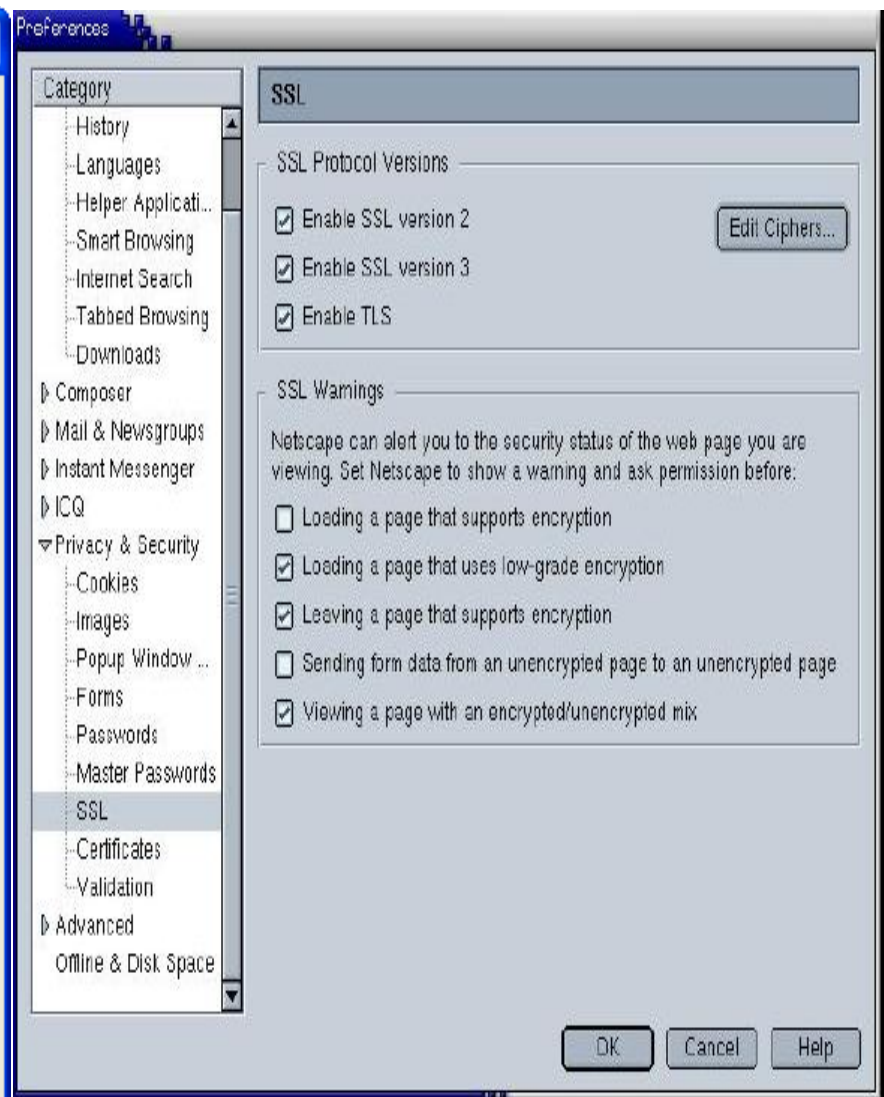 Preferences
Category
History
Languages
Helper Applicati...
Smart Browsing
Internet Search
Tabbed Browsing
Downloads
Composer
Mail & Newsgroups
Instant Messenger
ICQ
Privacy & Security
Cookies
Images
Popup Window ...
Forms
Passwords
Master Passwords
SSL
Certificates
Validation
Advanced
Offline & Disk Space
SSL
SSL Protocol Versions
Enable SSL version 2
Edit Ciphers...
Enable SSL version 3
Enable TLS
SSL Warnings
Netscape can alert you to the security status of the web page you are
viewing. Set Netscape to show a warning and ask permission before:
Loading a page that supports encryption
Loading a page that uses low-grade encryption
Leaving a page that supports encryption
Sending form data from an unencrypted page to an unencrypted page
Viewing a page with an encrypted/unencrypted mix
OK
Cancel
Help